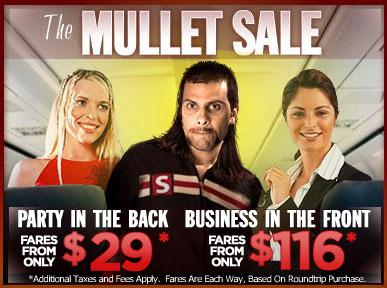 The MULLET SALE
S
PARTY IN THE BACK
FARES FROM ONLY $29*
BUSINESS IN THE FRONT
FARES FROM ONLY $116*
*Additional Taxes and Fees Apply. Fares Are Each Way, Based On Roundtrip Purchase.